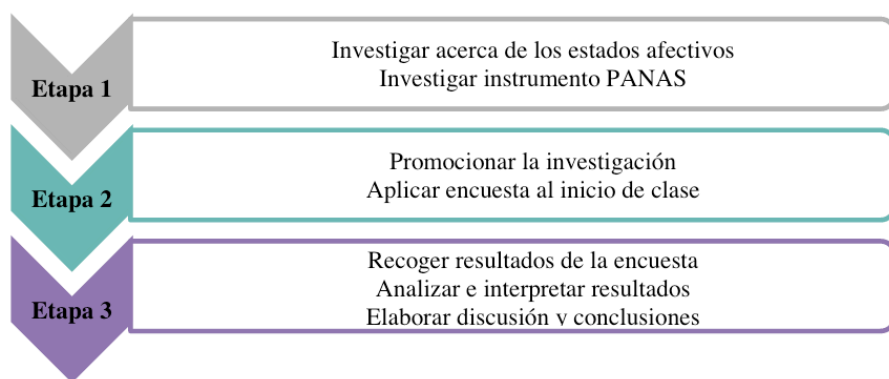 Etapa 1
Investigar acerca de los estados afectivos
Investigar instrumento PANAS
Etapa 2
Promocionar la investigación
Aplicar encuesta al inicio de clase
Etapa 3
Recoger resultados de la encuesta
Analizar e interpretar resultados
Elaborar discusión y conclusiones